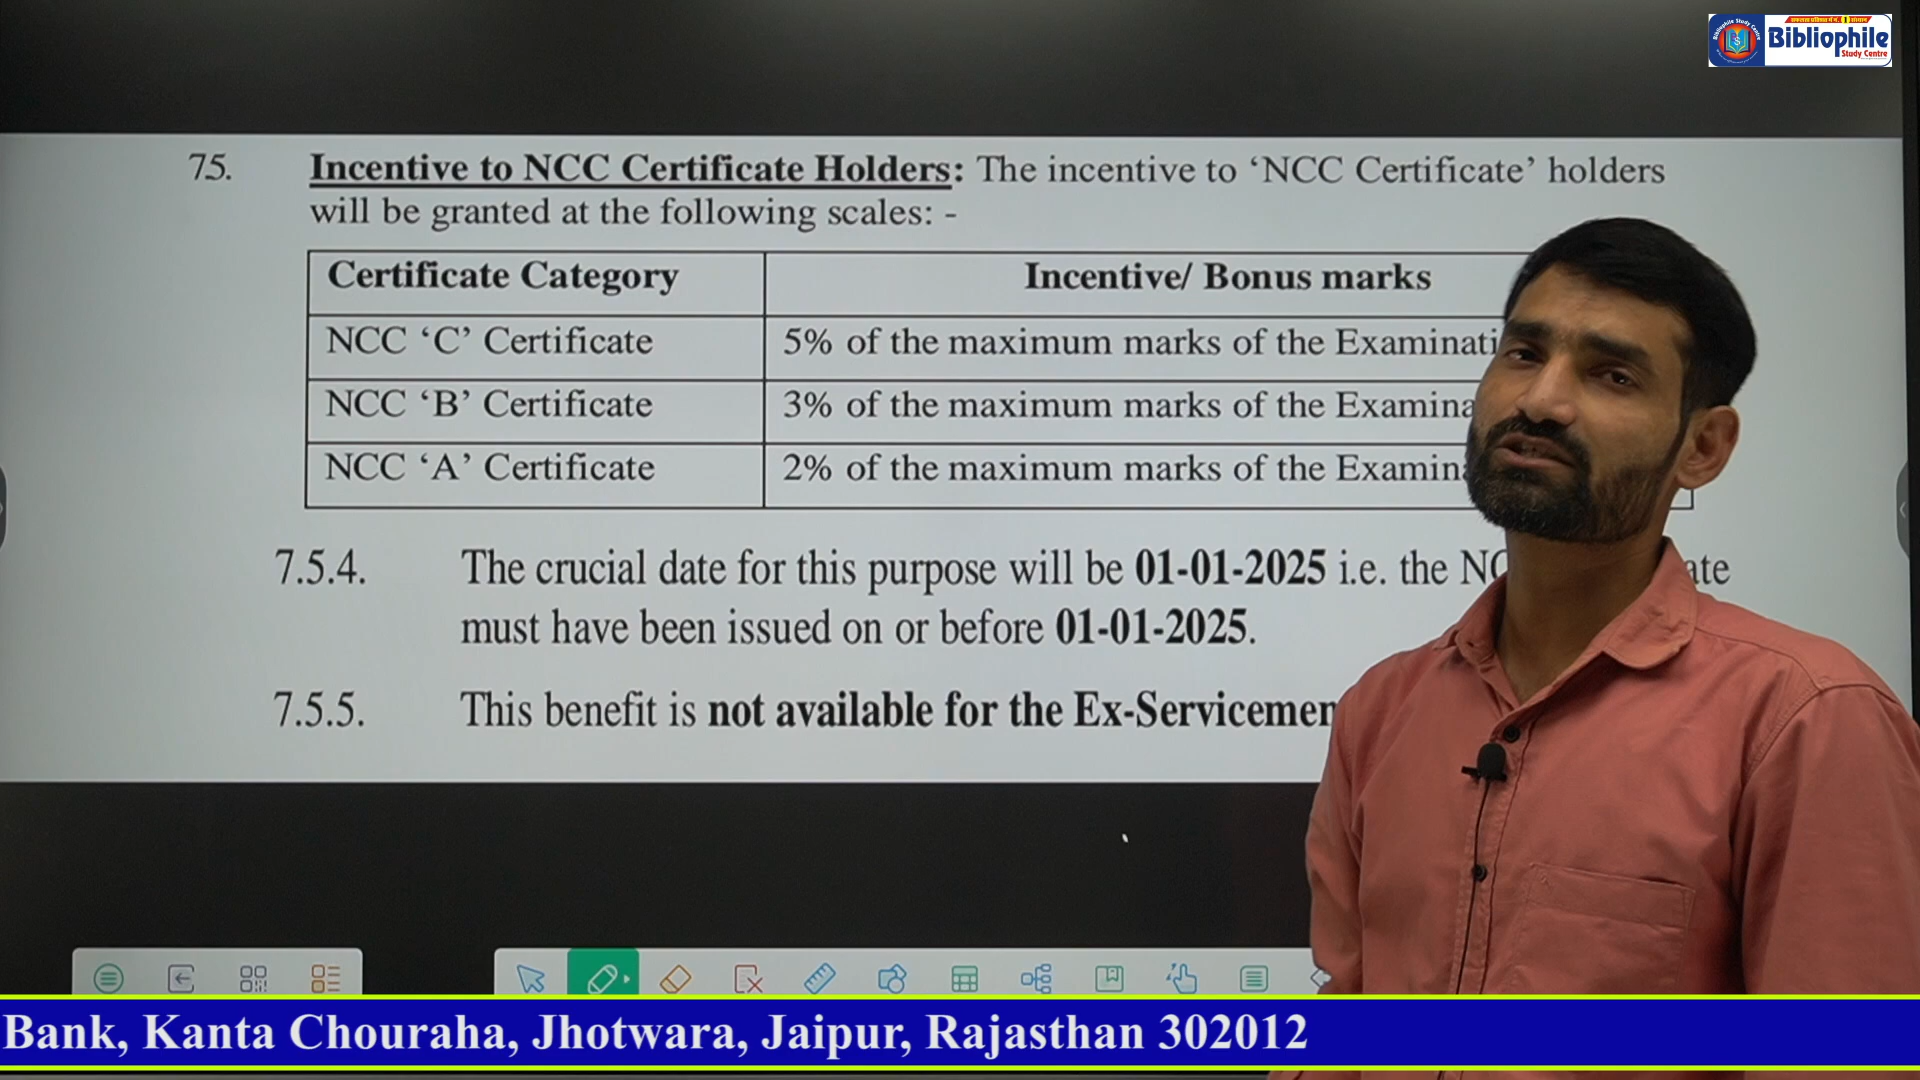 Bibliophile
Study Centre
75. Incentive to NCC Certificate Holders: The incentive to ‘NCC Certificate’ holders
will be granted at the following scales: -
Certificate Category Incentive/ Bonus marks
NCC ‘C’ Certificate 5% of the maximum marks of the Examinati
NCC ‘B’ Certificate 3% of the maximum marks of the Examina
NCC ‘A’ Certificate 2% of the maximum marks of the Examin
7.5.4. The crucial date for this purpose will be 01-01-2025 i.e. the NC ate
must have been issued on or before 01-01-2025.
7.5.5. This benefit is not available for the Ex-Servicemen
Bank, Kanta Chouraha, Jhotwara, Jaipur, Rajasthan 302012